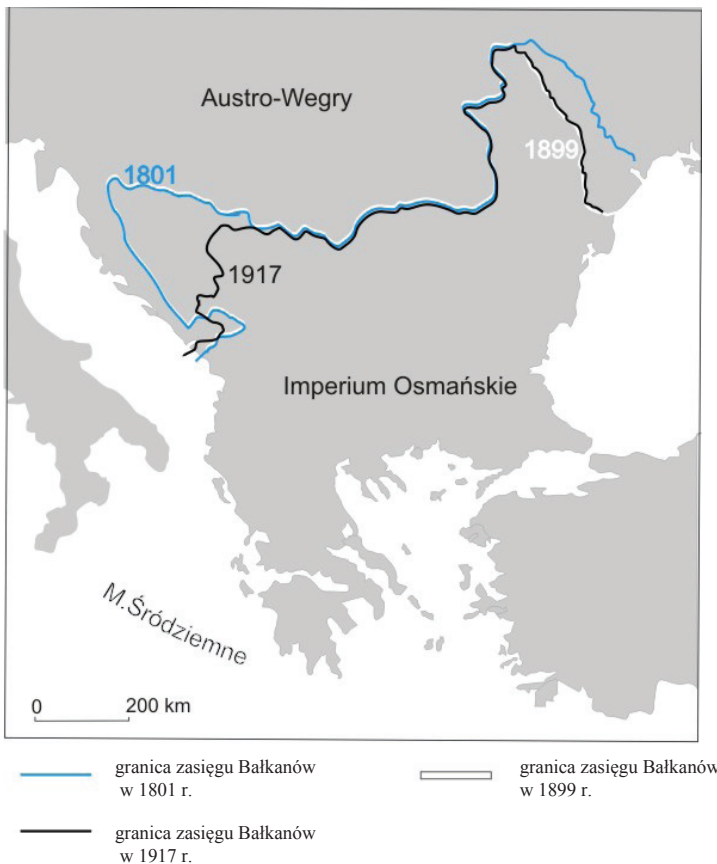 Austro-Wegry
1899
1801
1917
Imperium Osmańskie
M.Śródziemne
0 200 km
granica zasięgu Bałkanów
w 1801 r.
granica zasięgu Bałkanów
w 1899 r.
granica zasięgu Bałkanów
w 1917 r.